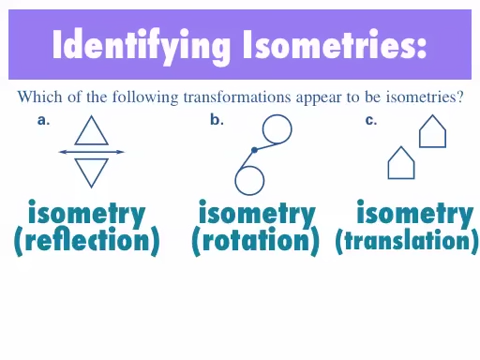 Identifying Isometries:
Which of the following transformations appear to be isometries?
a. b. c.
isometry isometry isometry
(reflection) (rotation) (translation)